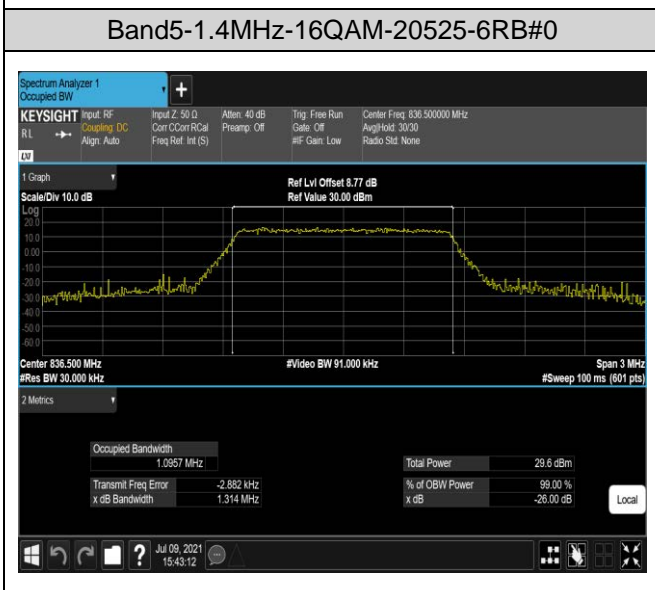 Band5-1.4MHz-16QAM-20525-6RB#0
Spectrum Analyzer 1
Occupied BW
KEYSIGHT
R L
LXI
Input: RF
Coupling: DC
Align: Auto
Input Z: 50 Ω
Corr CCorr RCal
Freq Ref: Int (S)
Atten: 40 dB
Preamp: Off
Trig: Free Run
Gate: Off
#IF Gain: Low
Center Freq: 836.500000 MHz
Avg|Hold: 30/30
Radio Std: None
1 Graph
Scale/Div 10.0 dB
Ref Lvl Offset 8.77 dB
Ref Value 30.00 dBm
Log
20.0
10.0
0.00
-10.0
-20.0
-30.0
-40.0
-50.0
-60.0
Center 836.500 MHz
#Video BW 91.000 kHz
Span 3 MHz
#Res BW 30.000 kHz
#Sweep 100 ms (601 pts)
2 Metrics
Occupied Bandwidth
1.0957 MHz
Total Power 29.6 dBm
Transmit Freq Error -2.882 kHz
% of OBW Power 99.00 %
x dB Bandwidth 1.314 MHz
x dB -26.00 dB
Local
?
Jul 09, 2021
15:43:12